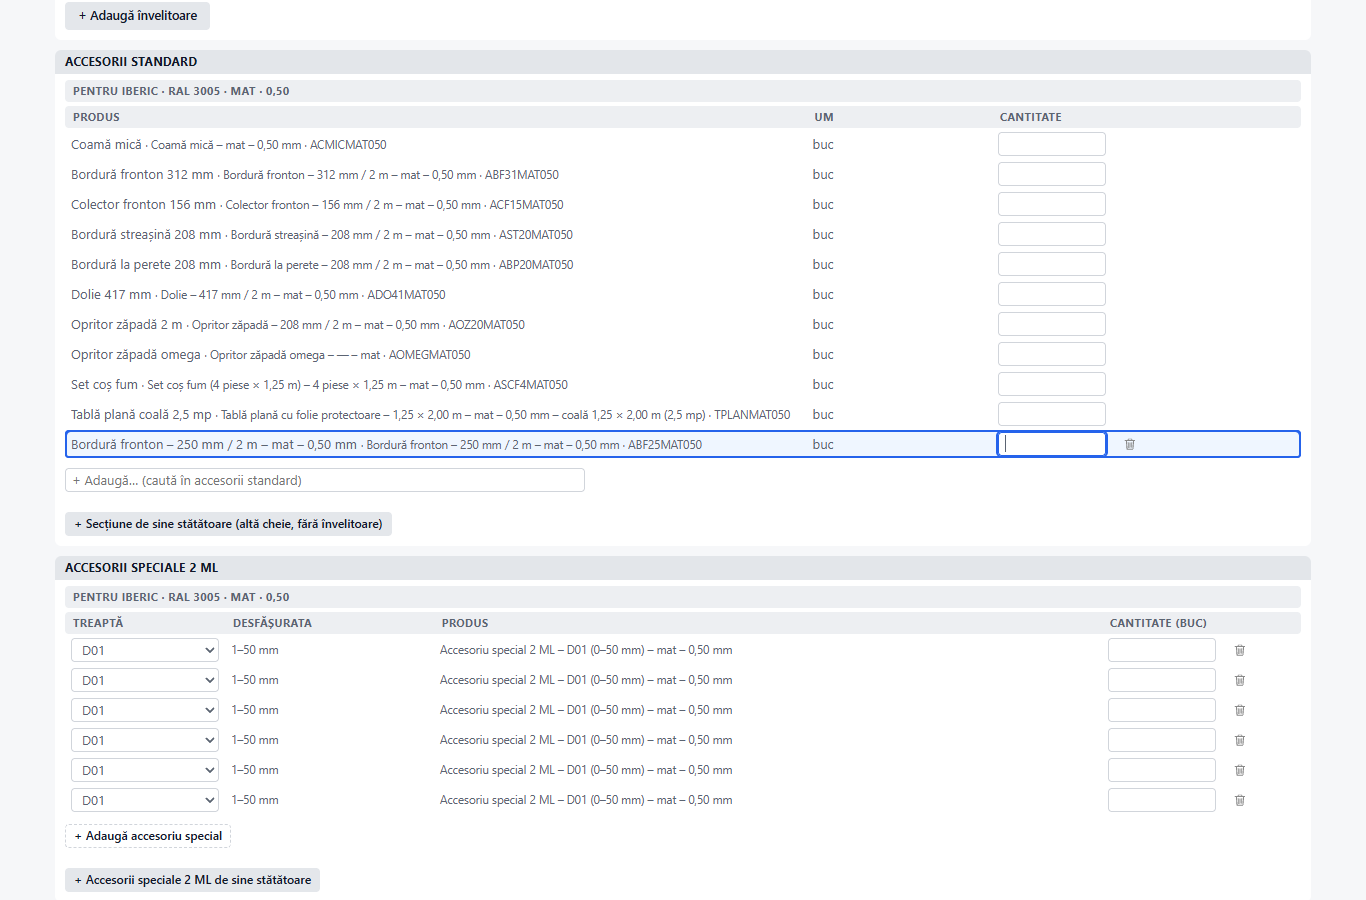 + Adaugă învelitoare
ACCESORII STANDARD
PENTRU IBERIC · RAL 3005 · MAT · 0,50
PRODUS UM CANTITATE
Coamă mică · Coamă mică – mat – 0,50 mm · ACMICMAT050 buc
Bordură fronton 312 mm · Bordură fronton – 312 mm / 2 m – mat – 0,50 mm · ABF31MAT050 buc
Colector fronton 156 mm · Colector fronton – 156 mm / 2 m – mat – 0,50 mm · ACF15MAT050 buc
Bordură streașină 208 mm · Bordură streașină – 208 mm / 2 m – mat – 0,50 mm · AST20MAT050 buc
Bordură la perete 208 mm · Bordură la perete – 208 mm / 2 m – mat – 0,50 mm · ABP20MAT050 buc
Dolie 417 mm · Dolie – 417 mm / 2 m – mat – 0,50 mm · ADO41MAT050 buc
Opritor zăpadă 2 m · Opritor zăpadă – 208 mm / 2 m – mat – 0,50 mm · AOZ20MAT050 buc
Opritor zăpadă omega · Opritor zăpadă omega – — – mat · AOMEGMAT050 buc
Set coș fum · Set coș fum (4 piese × 1,25 m) – 4 piese × 1,25 m – mat – 0,50 mm · ASCF4MAT050 buc
Tablă plană coală 2,5 mp · Tablă plană cu folie protectoare – 1,25 × 2,00 m – mat – 0,50 mm – coală 1,25 × 2,00 m (2,5 mp) · TPLANMAT050 buc
Bordură fronton – 250 mm / 2 m – mat – 0,50 mm · Bordură fronton – 250 mm / 2 m – mat – 0,50 mm · ABF25MAT050 buc
+ Adaugă... (caută în accesorii standard)
+ Secțiune de sine stătătoare (altă cheie, fără învelitoare)
ACCESORII SPECIALE 2 ML
PENTRU IBERIC · RAL 3005 · MAT · 0,50
TREAPTĂ DESFĂȘURATA PRODUS CANTITATE (BUC)
D01 1–50 mm Accesoriu special 2 ML – D01 (0–50 mm) – mat – 0,50 mm
D01 1–50 mm Accesoriu special 2 ML – D01 (0–50 mm) – mat – 0,50 mm
D01 1–50 mm Accesoriu special 2 ML – D01 (0–50 mm) – mat – 0,50 mm
D01 1–50 mm Accesoriu special 2 ML – D01 (0–50 mm) – mat – 0,50 mm
D01 1–50 mm Accesoriu special 2 ML – D01 (0–50 mm) – mat – 0,50 mm
D01 1–50 mm Accesoriu special 2 ML – D01 (0–50 mm) – mat – 0,50 mm
+ Adaugă accesoriu special
+ Accesorii speciale 2 ML de sine stătătoare